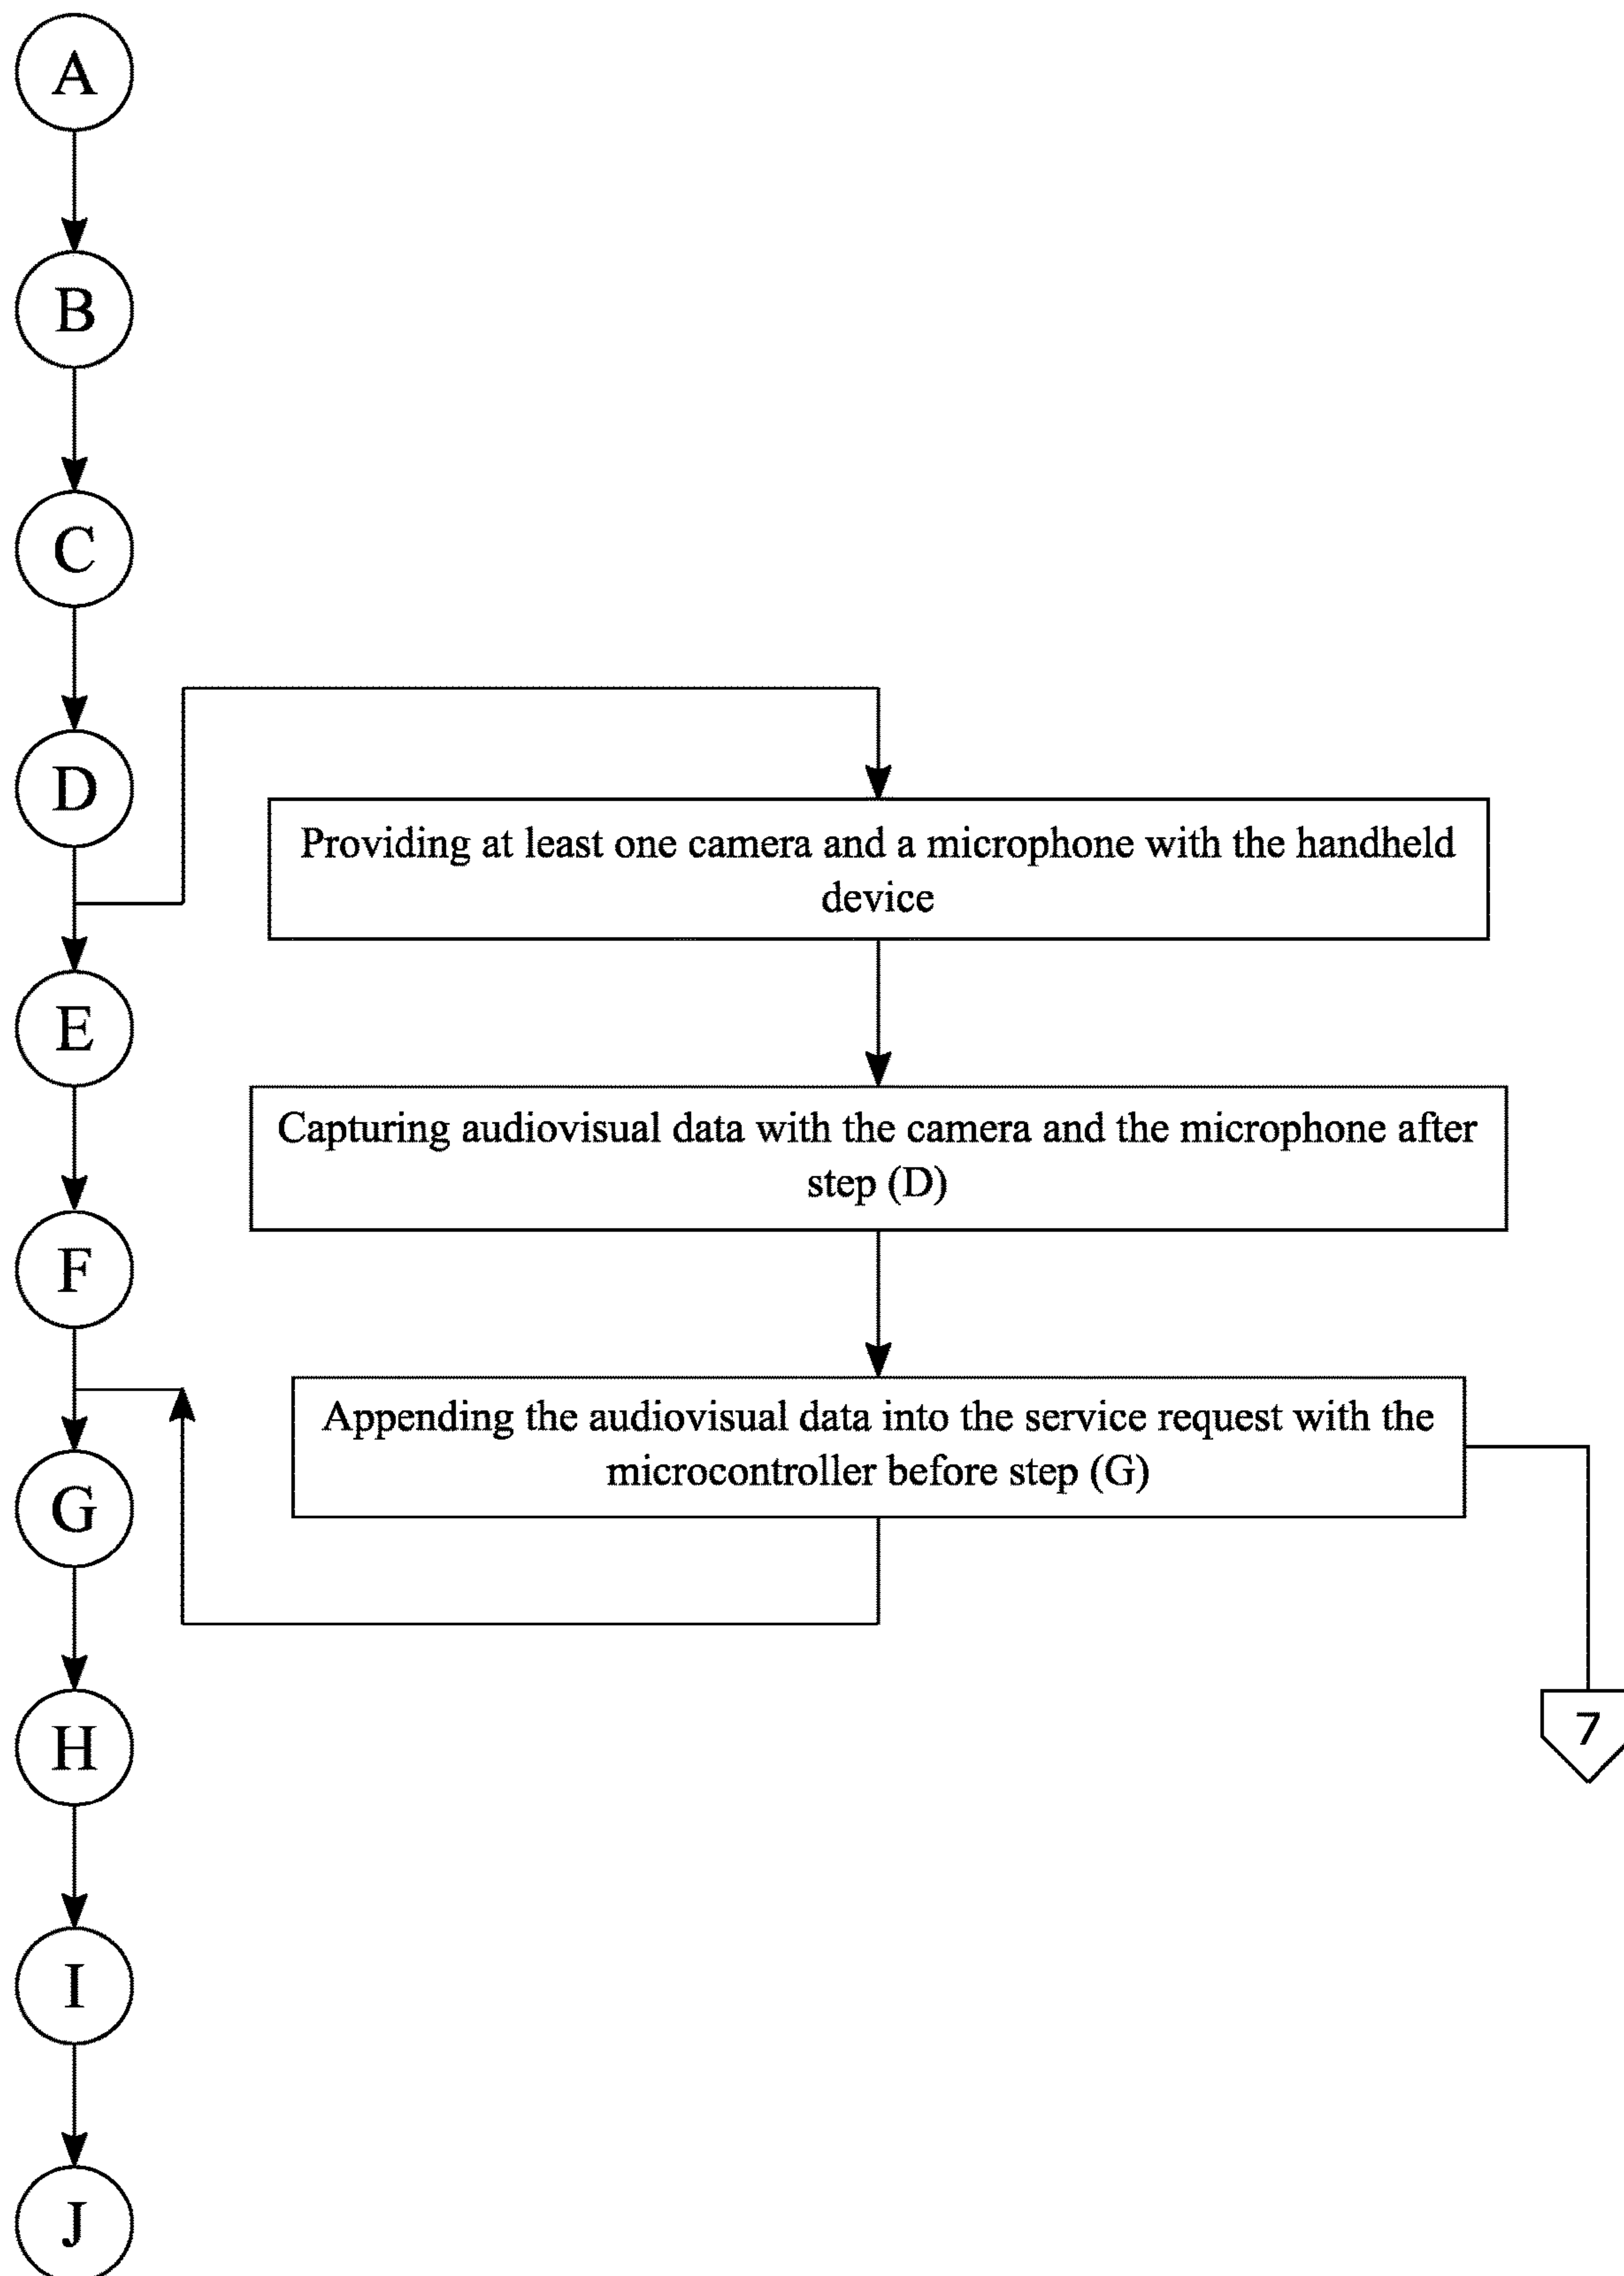 A
B
C
D
Providing at least one camera and a microphone with the handheld
device
E
Capturing audiovisual data with the camera and the microphone after
step (D)
F
Appending the audiovisual data into the service request with the
microcontroller before step (G)
G
H
7
I
J